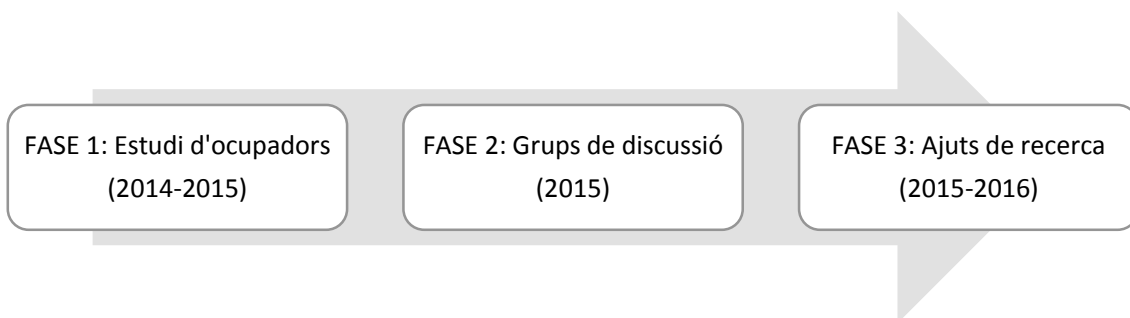 FASE 1: Estudi d'ocupadors
(2014-2015)
FASE 2: Grups de discussió
(2015)
FASE 3: Ajuts de recerca
(2015-2016)